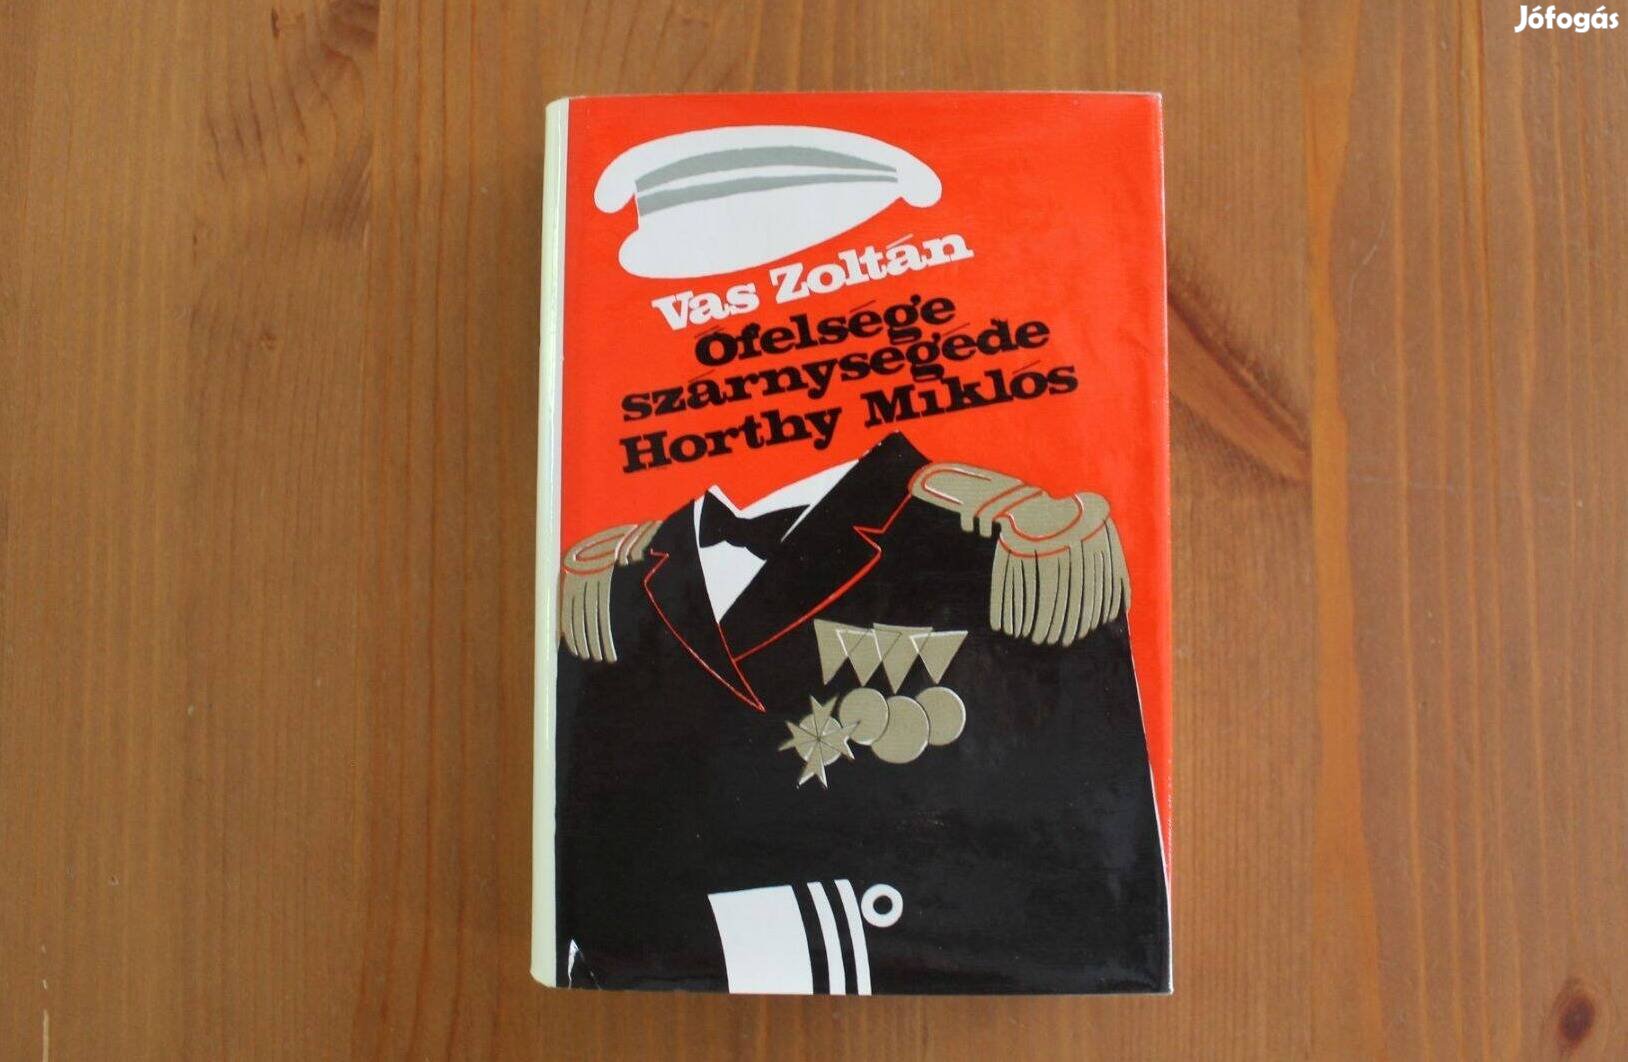 Jófogás
Vas Zoltán
Őfelsége
szárnysegéde
Horthy Miklós